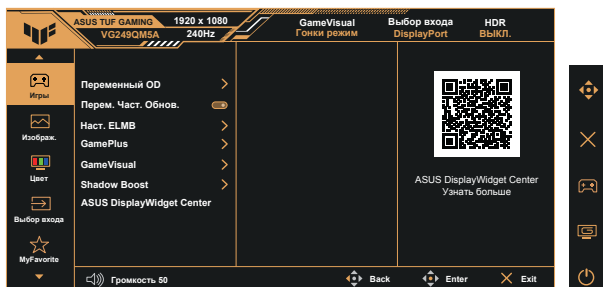 ASUS TUF GAMING 1920 x 1080
VG249QM5A 240Hz
GameVisual
Гонки режим
Выбор входа
DisplayPort
HDR
ВЫКЛ.
Игры
Изображ.
Цвет
Выбор входа
MyFavorite
Переменный OD
Перем. Част. Обнов.
Наст. ELMB
GamePlus
GameVisual
Shadow Boost
ASUS DisplayWidget Center
ASUS DisplayWidget Center
Узнать больше
Громкость 50
Back
Enter
Exit